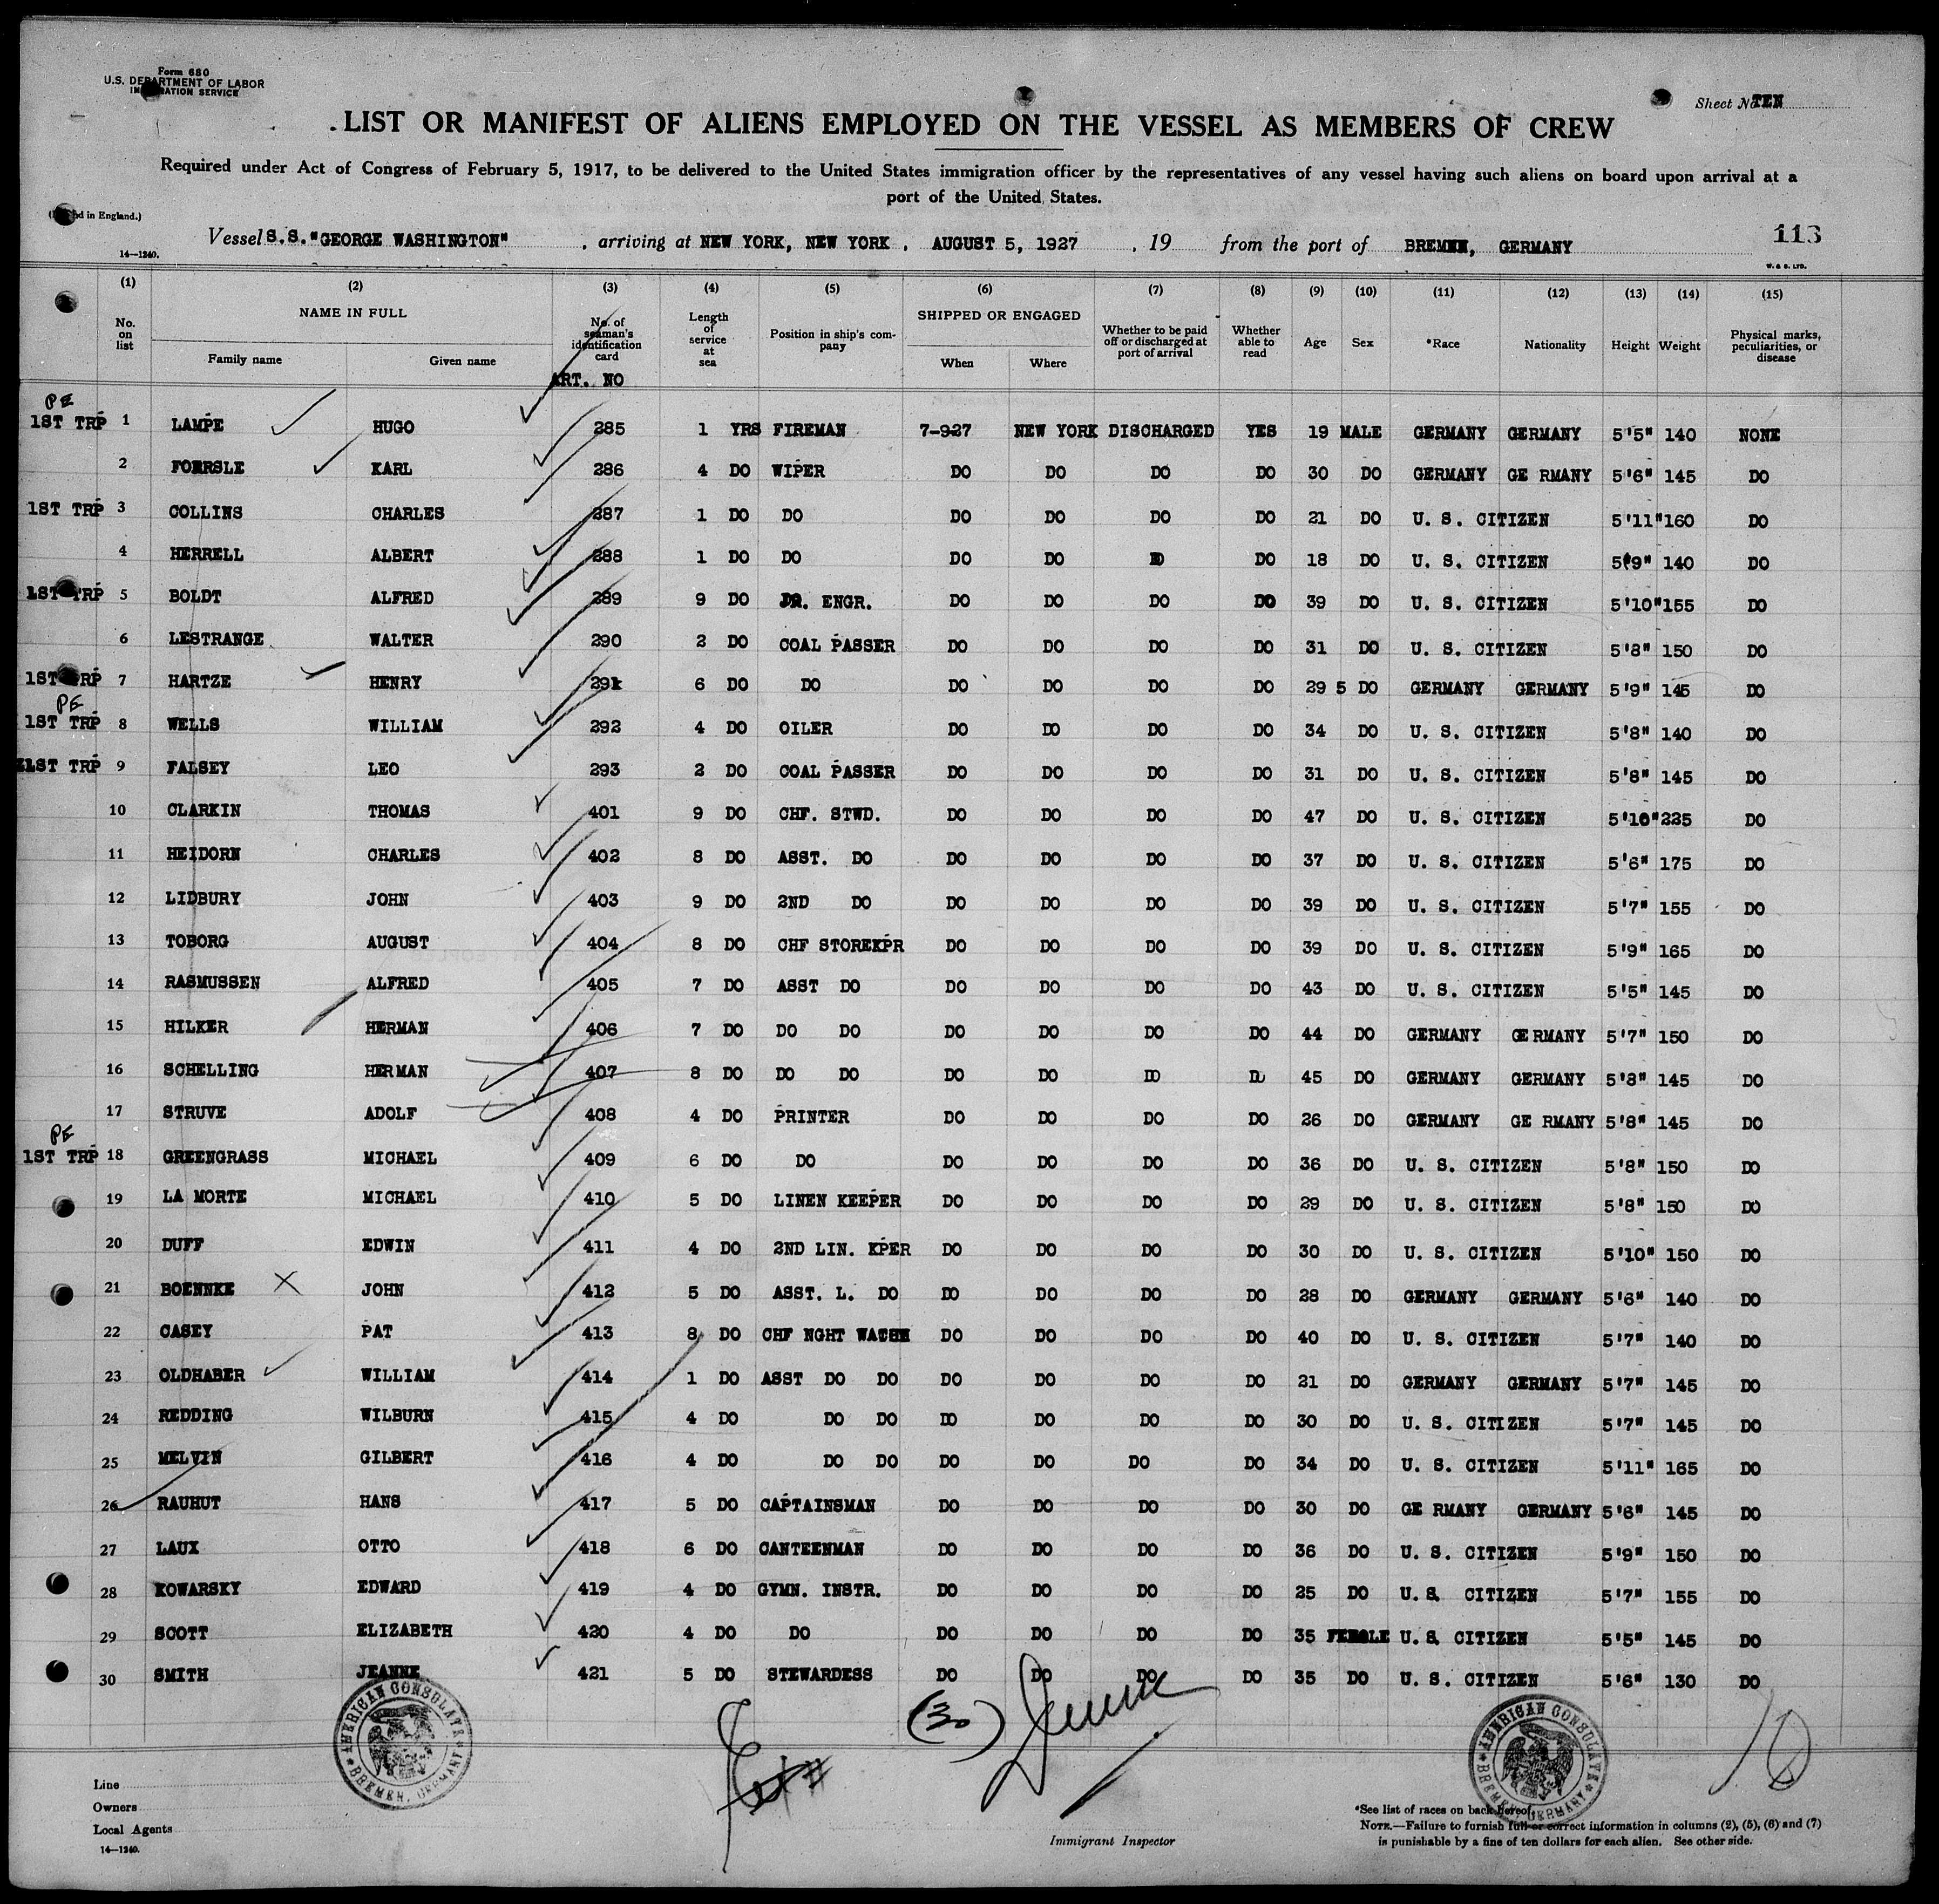 Form 680
U.S. DEPARTMENT OF LABOR
IMMIGRATION SERVICE
Sheet No. TEN
LIST OR MANIFEST OF ALIENS EMPLOYED ON THE VESSEL AS MEMBERS OF CREW
Required under Act of Congress of February 5, 1917, to be delivered to the United States immigration officer by the representatives of any vessel having such aliens on board upon arrival at a
port of the United States.
in England.)
Vessel S.S. "GEORGE WASHINGTON" , arriving at NEW YORK, NEW YORK , AUGUST 5, 1927 , 19 from the port of BREMEN, GERMANY 113
14—1240. W. & S. LTD.
(1) (2) (3) (4) (5) (6) (7) (8) (9) (10) (11) (12) (13) (14) (15)
No. on list NAME IN FULL Family name Given name No. of seaman's identification card Length of service at sea Position in ship's company SHIPPED OR ENGAGED When Where Whether to be paid off or discharged at port of arrival Whether able to read Age Sex *Race Nationality Height Weight Physical marks, peculiarities, or disease
ART. NO
PE
1ST TRP 1 LAMPE HUGO 285 1 YRS FIREMAN 7-927 NEW YORK DISCHARGED YES 19 MALE GERMANY GERMANY 5'5" 140 NONE
2 FOERSLE KARL 286 4 DO WIPER DO DO DO DO 30 DO GERMANY GE RMANY 5'6" 145 DO
1ST TRP 3 COLLINS CHARLES 287 1 DO DO DO DO DO DO 21 DO U. S. CITIZEN 5'11" 160 DO
4 HERRELL ALBERT 288 1 DO DO DO DO DO DO 18 DO U. S. CITIZEN 5'9" 140 DO
1ST TRP 5 BOLDT ALFRED 289 9 DO JR. ENGR. DO DO DO DO 39 DO U. S. CITIZEN 5'10" 155 DO
6 LESTRANGE WALTER 290 2 DO COAL PASSER DO DO DO DO 31 DO U. S. CITIZEN 5'8" 150 DO
1ST TRP 7 HARTZE HENRY 291 6 DO DO DO DO DO DO 29 5 DO GERMANY GERMANY 5'9" 145 DO
PE
1ST TRP 8 WELLS WILLIAM 292 4 DO OILER DO DO DO DO 34 DO U. S. CITIZEN 5'8" 140 DO
1ST TRP 9 FALSEY LEO 293 2 DO COAL PASSER DO DO DO DO 31 DO U. S. CITIZEN 5'8" 145 DO
10 CLARKIN THOMAS 401 9 DO CHF. STWD. DO DO DO DO 47 DO U. S. CITIZEN 5'10" 225 DO
11 HEIDORN CHARLES 402 8 DO ASST. DO DO DO DO DO 37 DO U. S. CITIZEN 5'6" 175 DO
12 LIDBURY JOHN 403 9 DO 2ND DO DO DO DO DO 39 DO U. S. CITIZEN 5'7" 155 DO
13 TOBORG AUGUST 404 8 DO CHF STOREKPR DO DO DO DO 39 DO U. S. CITIZEN 5'9" 165 DO
14 RASMUSSEN ALFRED 405 7 DO ASST DO DO DO DO DO 43 DO U. S. CITIZEN 5'5" 145 DO
15 HILKER HERMAN 406 7 DO DO DO DO DO DO DO 44 DO GERMANY GE RMANY 5'7" 150 DO
16 SCHELLING HERMAN 407 8 DO DO DO DO DO DO DO 45 DO GERMANY GERMANY 5'8" 145 DO
17 STRUVE ADOLF 408 4 DO PRINTER DO DO DO DO 26 DO GERMANY GE RMANY 5'8" 145 DO
PE
1ST TRP 18 GREENGRASS MICHAEL 409 6 DO DO DO DO DO DO 36 DO U. S. CITIZEN 5'8" 150 DO
19 LA MORTE MICHAEL 410 5 DO LINEN KEEPER DO DO DO DO 29 DO U. S. CITIZEN 5'8" 150 DO
20 DUFF EDWIN 411 4 DO 2ND LIN. KPER DO DO DO DO 30 DO U. S. CITIZEN 5'10" 150 DO
21 BOENNKE X JOHN 412 5 DO ASST. L. DO DO DO DO DO 28 DO GERMANY GERMANY 5'6" 140 DO
22 CASEY PAT 413 8 DO CHF NGHT DO DO DO DO 40 DO U. S. CITIZEN 5'7" 140 DO
23 OLDHABER WILLIAM 414 1 DO ASST DO DO DO DO DO DO 21 DO GERMANY GERMANY 5'7" 145 DO
24 REDDING WILBURN 415 4 DO DO DO DO DO DO DO 30 DO U. S. CITIZEN 5'7" 145 DO
25 MELVIN GILBERT 416 4 DO DO DO DO DO DO DO 34 DO U. S. CITIZEN 5'11" 165 DO
26 RAUHUT HANS 417 5 DO CAPTAINSMAN DO DO DO DO 30 DO GE RMANY GERMANY 5'6" 145 DO
27 LAUX OTTO 418 6 DO CANTEENMAN DO DO DO DO 36 DO U. S. CITIZEN 5'9" 150 DO
28 KOWARSKY EDWARD 419 4 DO GYMN. INSTR. DO DO DO DO 25 DO U.S. CITIZEN 5'7" 155 DO
29 SCOTT ELIZABETH 420 4 DO DO DO DO DO DO 35 FEMALE U.S. CITIZEN 5'5" 145 DO
30 SMITH JEANNE 421 5 DO STEWARDESS DO DO DO DO 35 DO U. S. CITIZEN 5'6" 130 DO
AMERICAN CONSULATE BREMEN, GERMANY
(30)
AMERICAN CONSULATE BREMEN, GERMANY
10
Line
Owners
Local Agents
14—1240.
Immigrant Inspector
*See list of races on back hereof.
NOTE.—Failure to furnish full or correct information in columns (2), (5), (6) and (7)
is punishable by a fine of ten dollars for each alien. See other side.